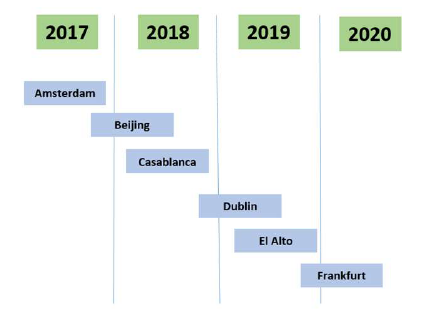 2017
2018
2019
2020
Amsterdam
Beijing
Casablanca
Dublin
El Alto
Frankfurt